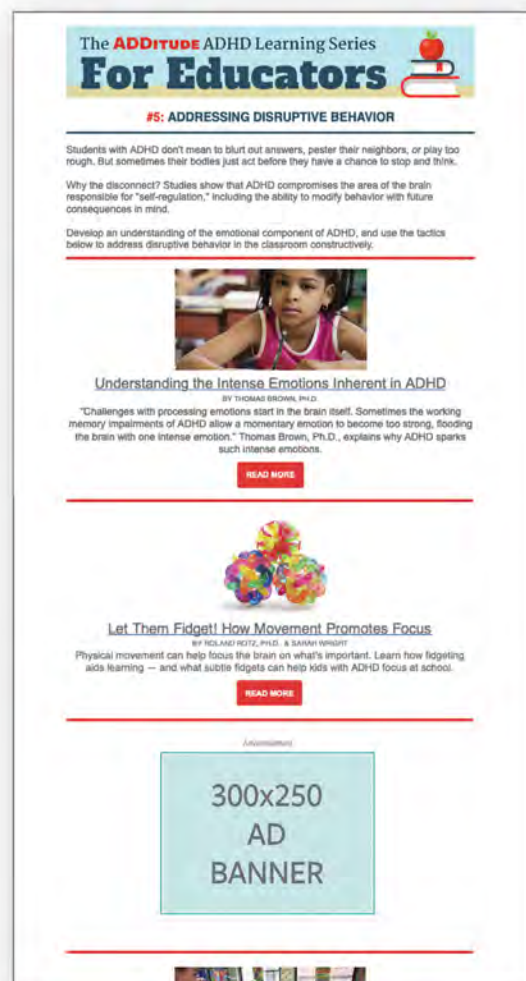 The ADDITUDE ADHD Learning Series
For Educators
#5: ADDRESSING DISRUPTIVE BEHAVIOR
Students with ADHD don't mean to blurt out answers, pester their neighbors, or play too
rough. But sometimes their bodies just act before they have a chance to stop and think.
Why the disconnect? Studies show that ADHD compromises the area of the brain
responsible for "self-regulation," including the ability to modify behavior with future
consequences in mind.
Develop an understanding of the emotional component of ADHD, and use the tactics
below to address disruptive behavior in the classroom constructively.
Understanding the Intense Emotions Inherent in ADHD
BY THOMAS BROWN, PH.D.
"Challenges with processing emotions start in the brain itself. Sometimes the working
memory impairments of ADHD allow a momentary emotion to become too strong, flooding
the brain with one intense emotion." Thomas Brown, Ph.D., explains why ADHD sparks
such intense emotions.
READ MORE
Let Them Fidget! How Movement Promotes Focus
BY ROLAND ROTZ, PH.D. & SARAH WRIGHT
Physical movement can help focus the brain on what's important. Learn how fidgeting
aids learning — and what subtle fidgets can help kids with ADHD focus at school.
READ MORE
Advertisement
300x250
AD
BANNER